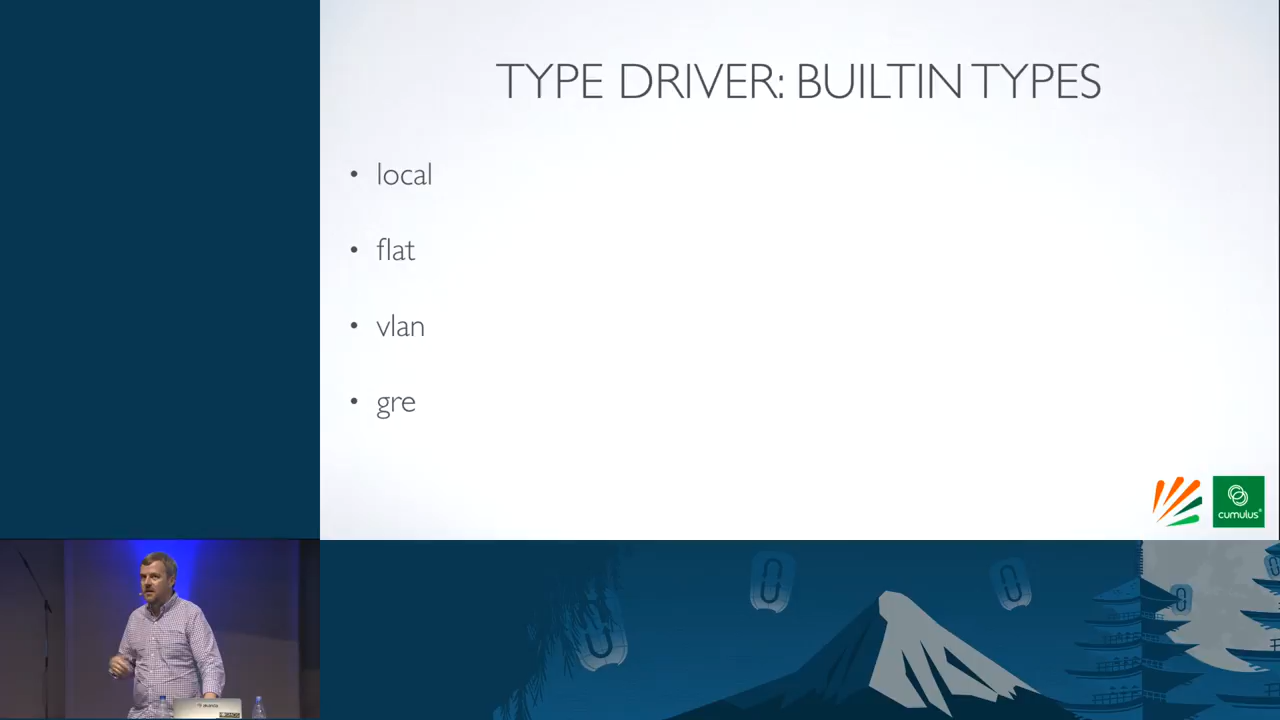 TYPE DRIVER: BUILTIN TYPES
• local
• flat
• vlan
• gre
cumulus